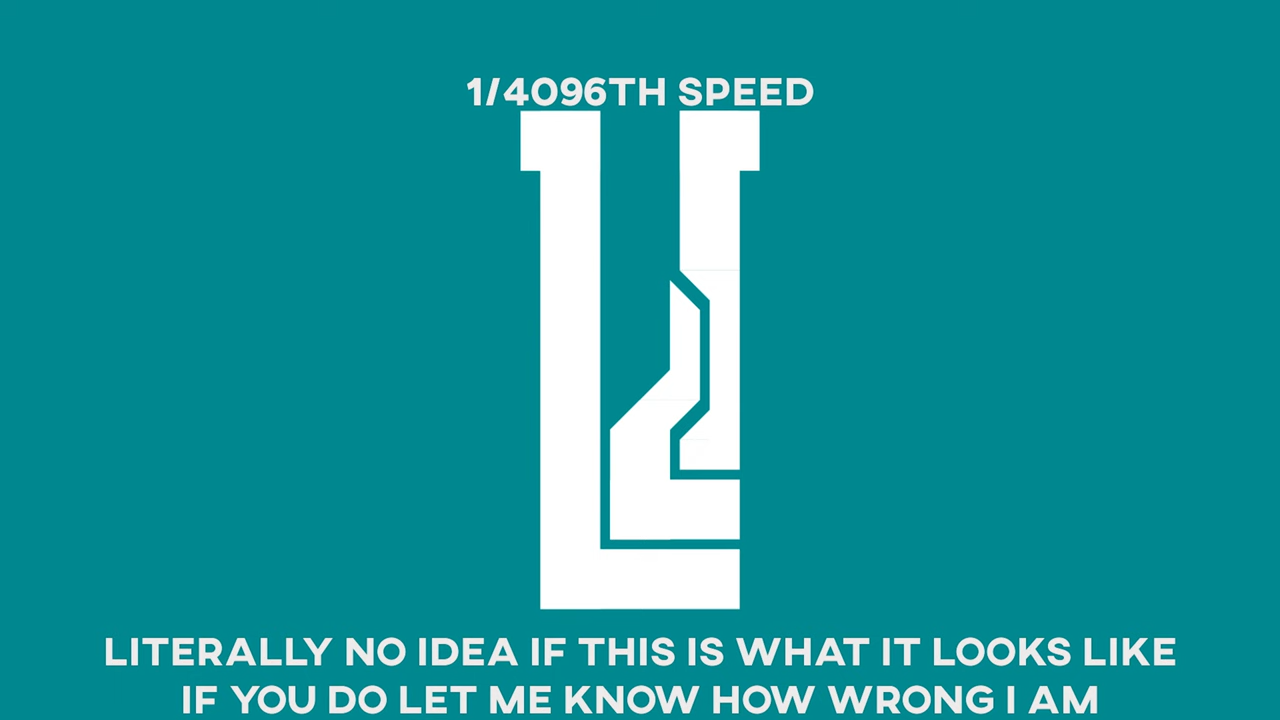 1/4096TH SPEED
LITERALLY NO IDEA IF THIS IS WHAT IT LOOKS LIKE
IF YOU DO LET ME KNOW HOW WRONG I AM